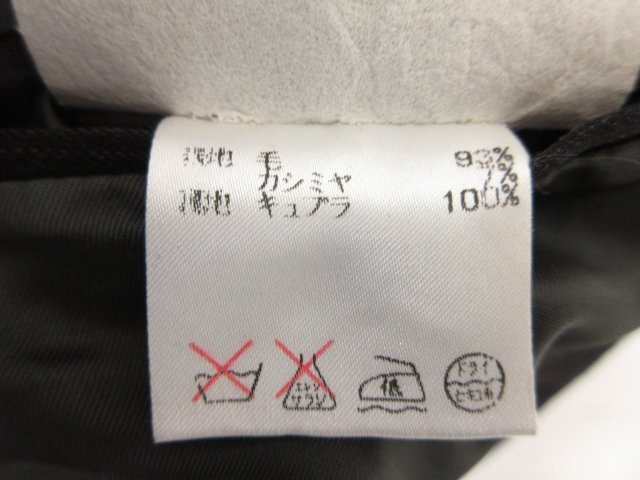 表地 毛 93%
カシミヤ 7%
裏地 キュプラ 100%
エンソ
サラシ
低
ドライ
セキユ系